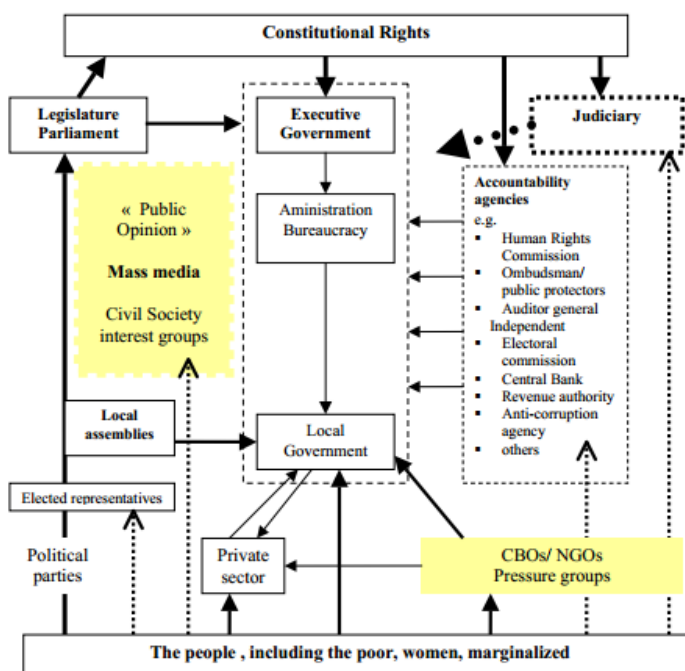 Constitutional Rights
Legislature
Parliament
Executive
Government
Judiciary
« Public
Opinion »
Mass media
Civil Society
interest groups
Aministration
Bureaucracy
Accountability
agencies
e.g.
▪ Human Rights
Commission
▪ Ombudsman/
public protectors
▪ Auditor general
Independent
▪ Electoral
commission
▪ Central Bank
▪ Revenue authority
▪ Anti-corruption
agency
▪ others
Local
assemblies
Local
Government
Elected representatives
Political
parties
Private
sector
CBOs/ NGOs
Pressure groups
The people , including the poor, women, marginalized